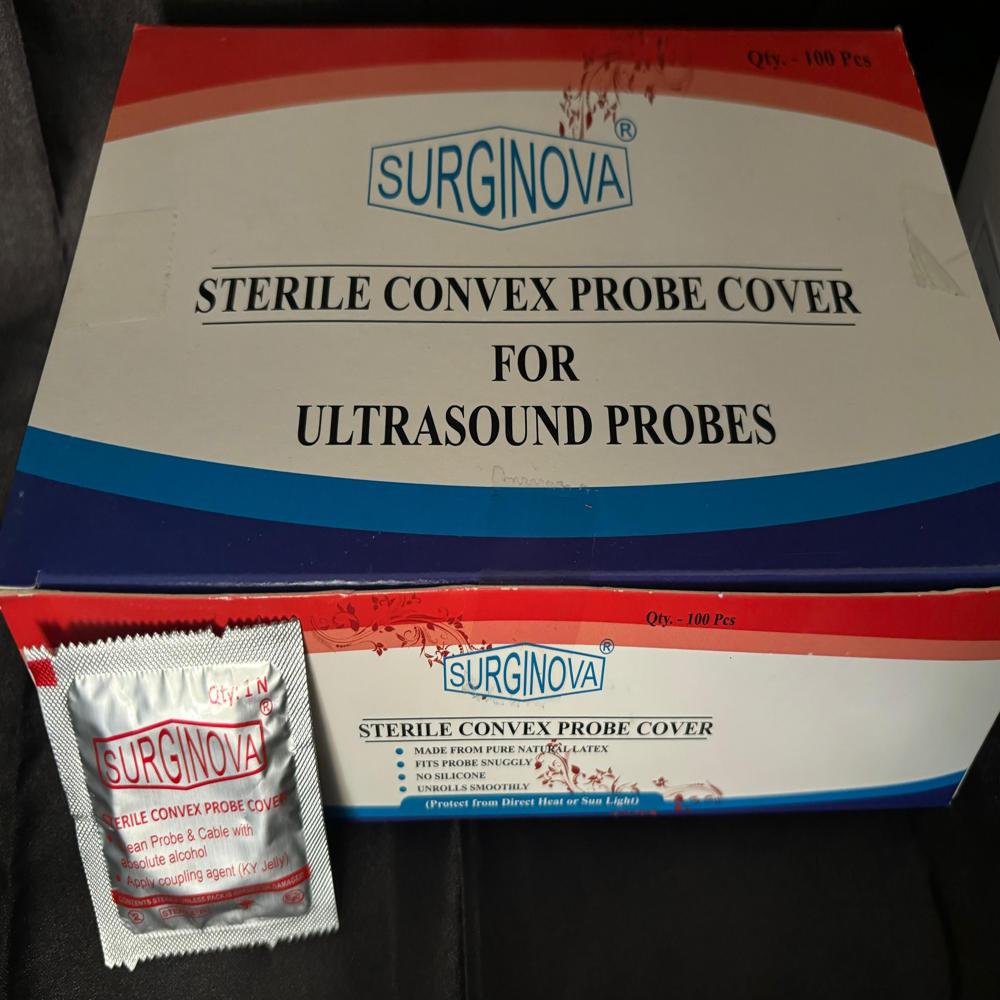 Qty. - 100 Pcs
SURGINOVA®
STERILE CONVEX PROBE COVER
FOR
ULTRASOUND PROBES
Qty. - 100 Pcs
SURGINOVA®
STERILE CONVEX PROBE COVER
MADE FROM PURE NATURAL LATEX
FITS PROBE SNUGGLY
NO SILICONE
UNROLLS SMOOTHLY
(Protect from Direct Heat or Sun Light)
Qty: 1 N
SURGINOVA®
STERILE CONVEX PROBE COVER
Probe & Cable with
absolute alcohol
• Apply coupling agent (KY Jelly)
CONTENTS